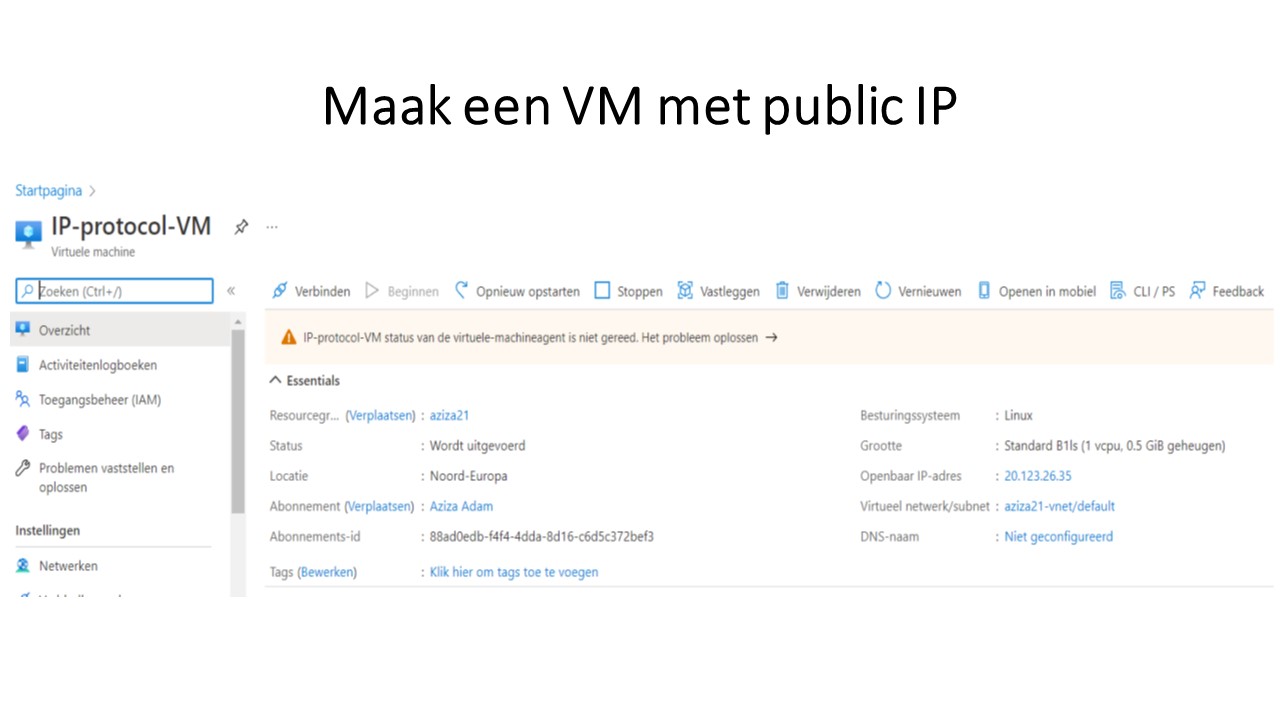 Maak een VM met public IP
Startpagina >
IP-protocol-VM ...
Virtuele machine
Zoeken (Ctrl+/) «
Verbinden Beginnen Opnieuw opstarten Stoppen Vastleggen Verwijderen Vernieuwen Openen in mobiel CLI / PS Feedback
Overzicht
Activiteitenlogboeken
Toegangsbeheer (IAM)
Tags
Problemen vaststellen en
oplossen
Instellingen
Netwerken
IP-protocol-VM status van de virtuele-machineagent is niet gereed. Het probleem oplossen →
Essentials
Resourcegr... (Verplaatsen) : aziza21
Status : Wordt uitgevoerd
Locatie : Noord-Europa
Abonnement (Verplaatsen) : Aziza Adam
Abonnements-id : 88ad0edb-f4f4-4dda-8d16-c6d5c372bef3
Tags (Bewerken) : Klik hier om tags toe te voegen
Besturingssysteem : Linux
Grootte : Standard B1ls (1 vcpu, 0.5 GiB geheugen)
Openbaar IP-adres : 20.123.26.35
Virtueel netwerk/subnet : aziza21-vnet/default
DNS-naam : Niet geconfigureerd